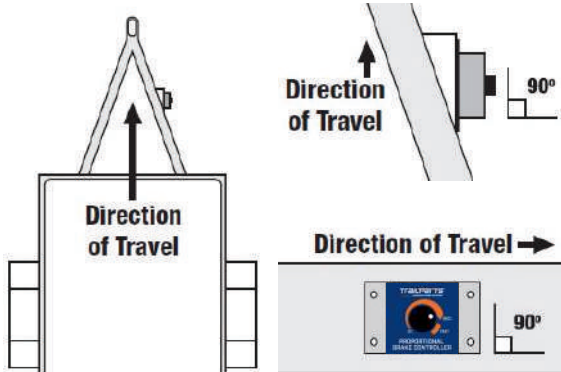 Direction
of Travel
Direction
of Travel
90º
Direction of Travel
TRAILPARTS
PROPORTIONAL
BRAKE CONTROLLER
90º